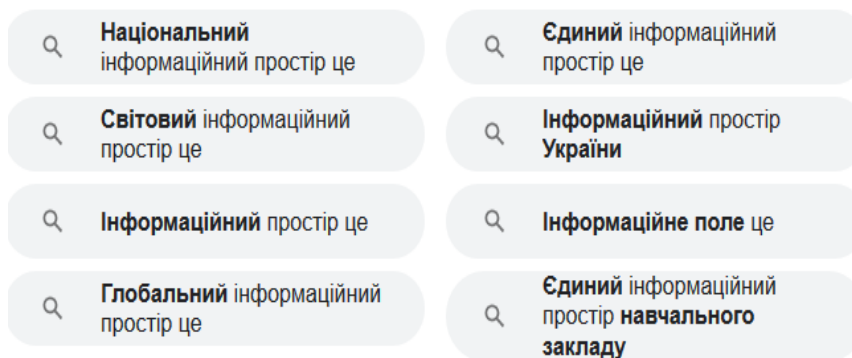 Національний
інформаційний простір це
Єдиний інформаційний
простір це
Світовий інформаційний
простір це
Інформаційний простір
України
Інформаційний простір це
Інформаційне поле це
Глобальний інформаційний
простір це
Єдиний інформаційний
простір навчального
закладу